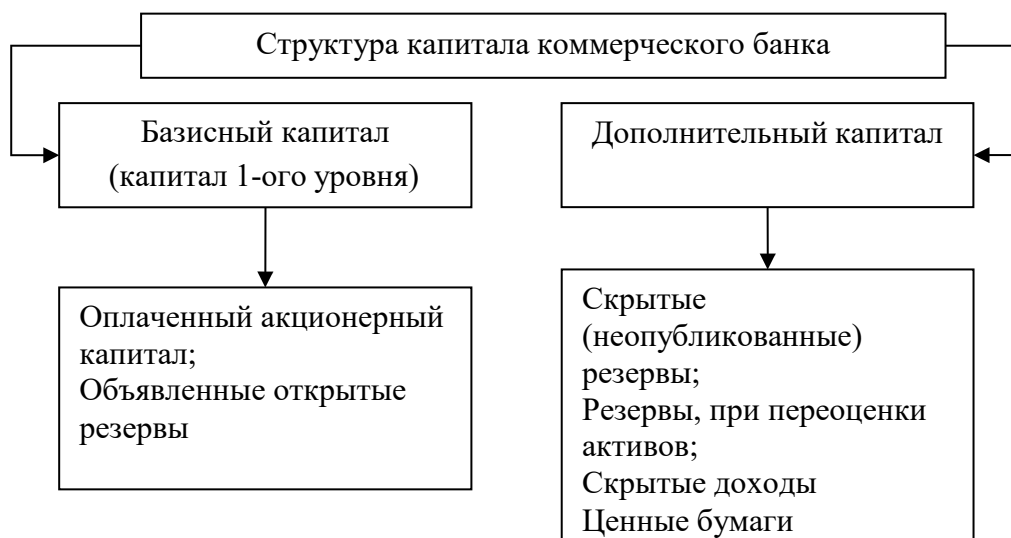 Структура капитала коммерческого банка
Базисный капитал
(капитал 1-ого уровня)
Дополнительный капитал
Оплаченный акционерный
капитал;
Объявленные открытые
резервы
Скрытые
(неопубликованные)
резервы;
Резервы, при переоценки
активов;
Скрытые доходы
Ценные бумаги